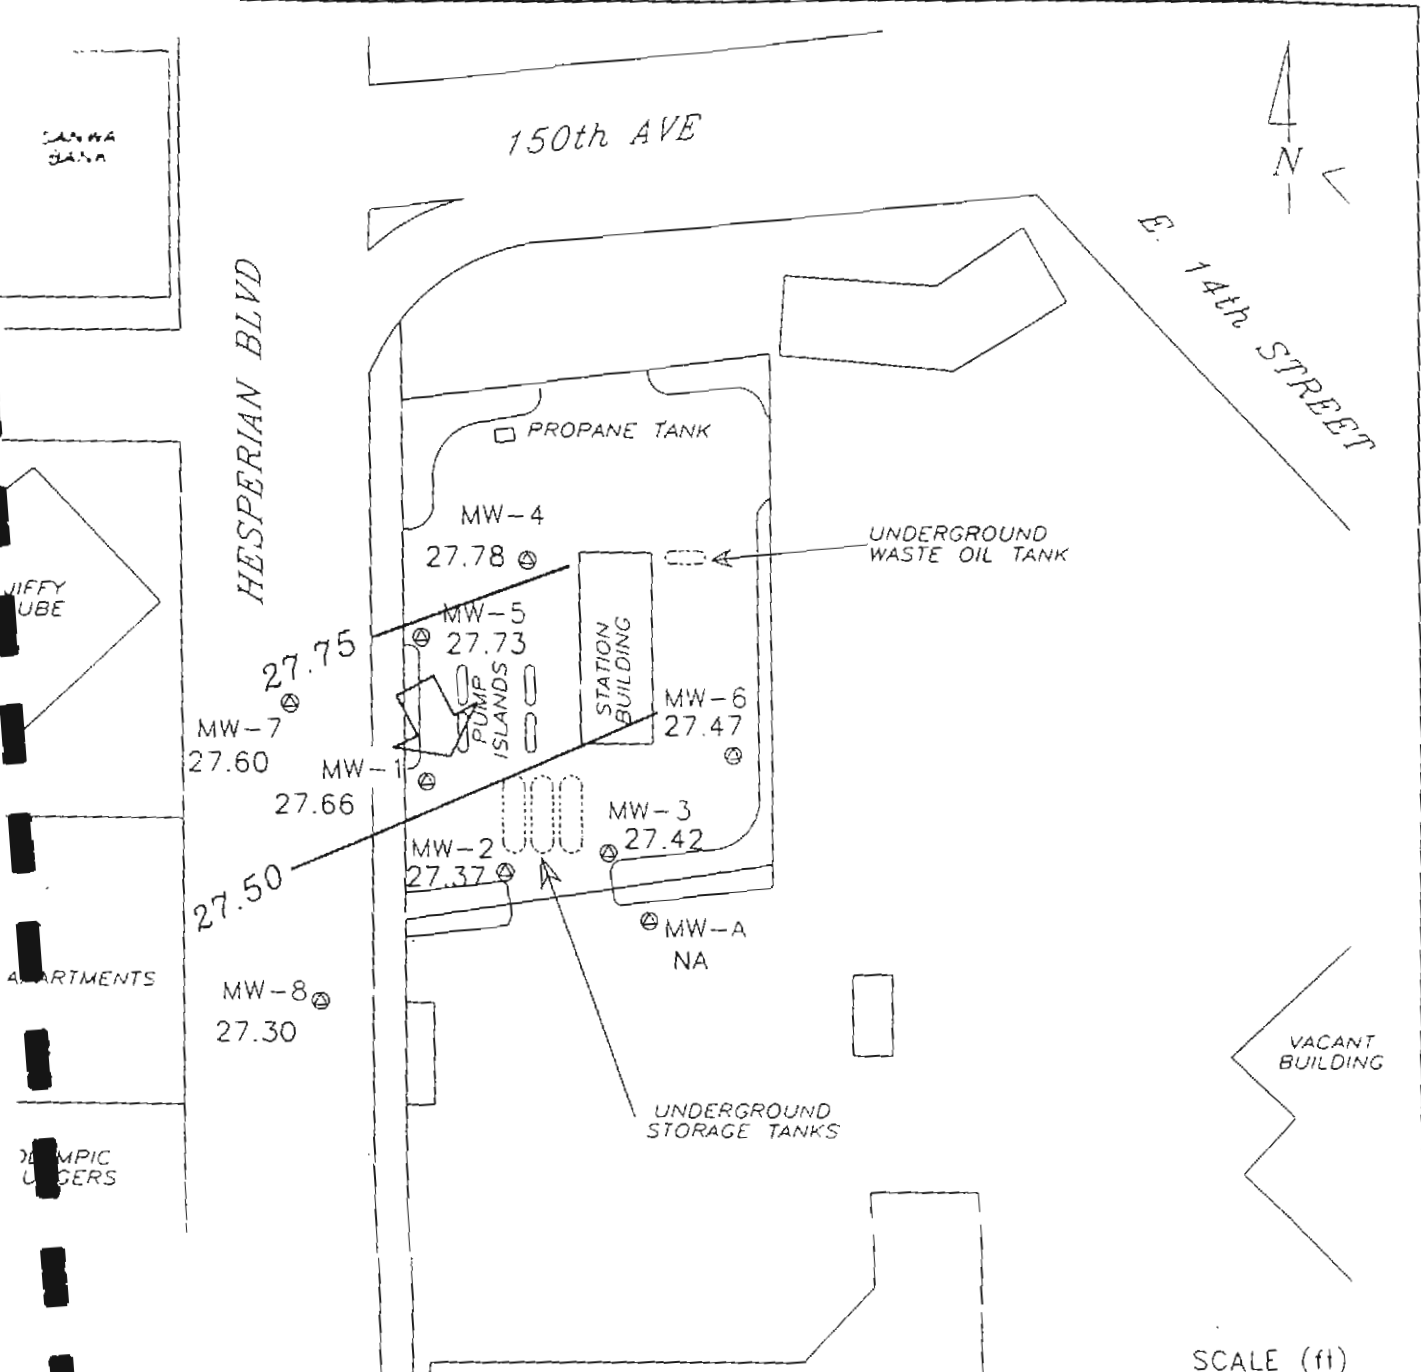 150th AVE
N
E. 14th STREET
HESPERIAN BLVD
PROPANE TANK
MW-4
27.78
UNDERGROUND
WASTE OIL TANK
JIFFY
MW-5
27.73
27.75
STATION
BUILDING
PUMP
ISLANDS
MW-6
27.47
MW-7
27.60
MW-1
27.66
MW-3
27.42
MW-2
27.37
27.50
MW-A
NA
APARTMENTS
MW-8
27.30
VACANT
BUILDING
UNDERGROUND
STORAGE TANKS
SCALE (ft)